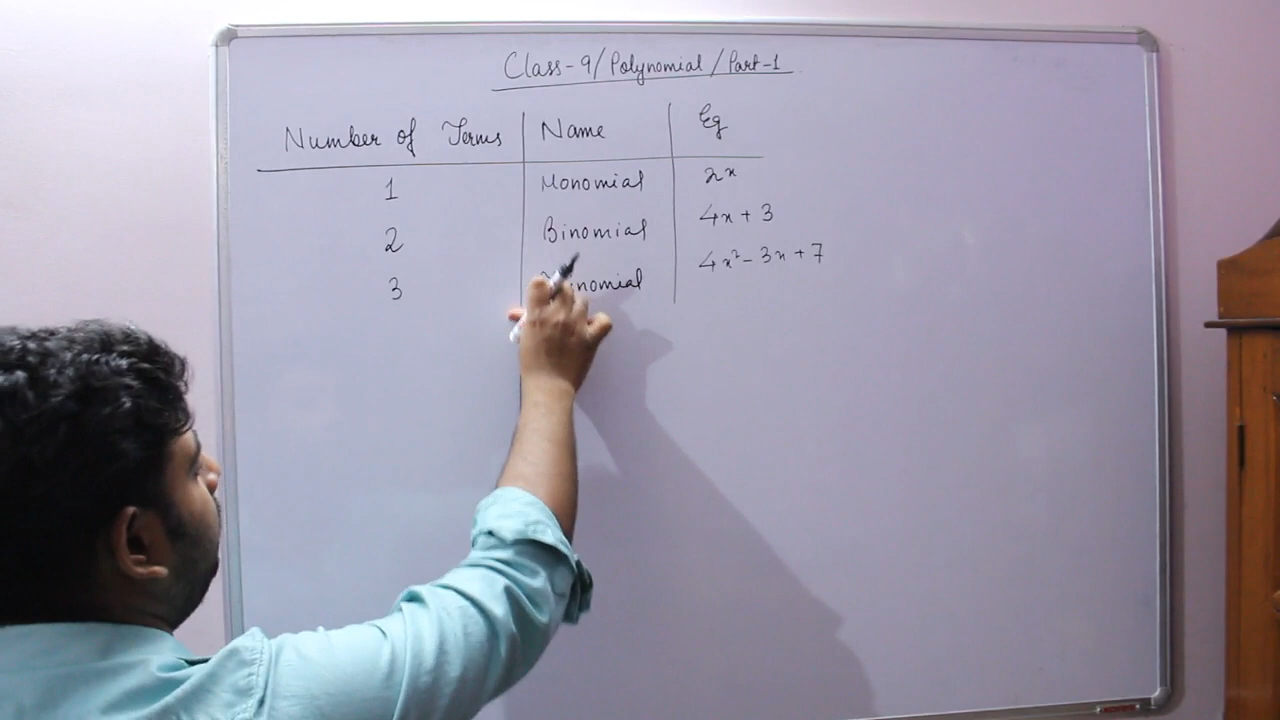 Class-9/Polynomial/Part-1
Number of Terms Name Eg
1 Monomial 2x
2 Binomial 4x + 3
3 4x² - 3x + 7